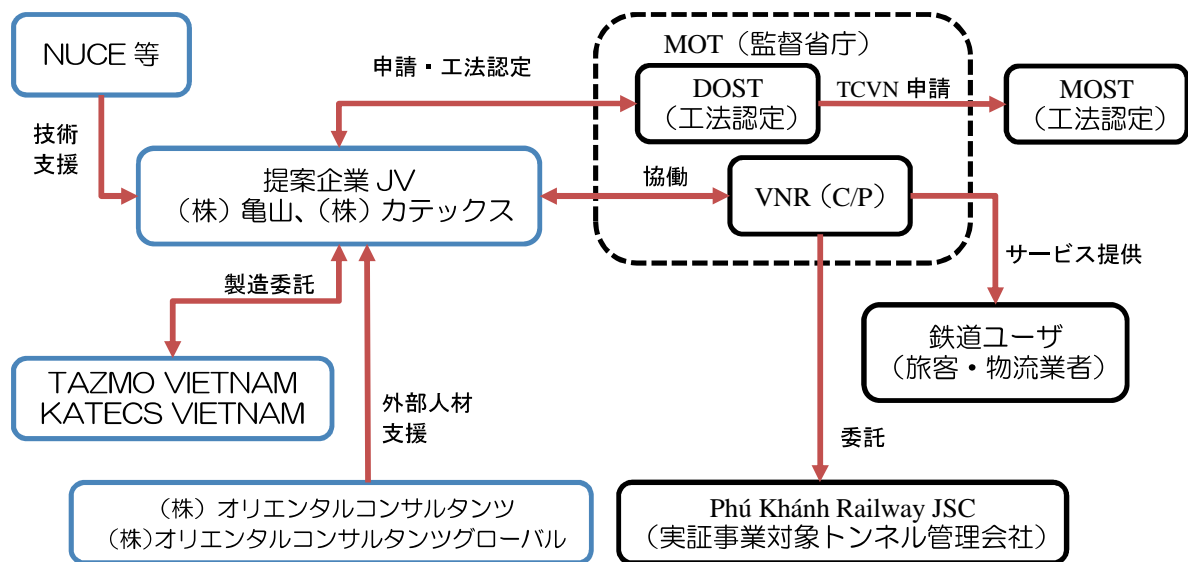 NUCE 等
技術
支援
申請・工法認定
MOT（監督省庁）
DOST
（工法認定）
TCVN 申請
MOST
（工法認定）
提案企業 JV
（株）亀山、（株）カテックス
協働
VNR（C/P）
サービス提供
製造委託
鉄道ユーザ
（旅客・物流業者）
TAZMO VIETNAM
KATECS VIETNAM
外部人材
支援
委託
（株）オリエンタルコンサルタンツ
（株）オリエンタルコンサルタンツグローバル
Phú Khánh Railway JSC
（実証事業対象トンネル管理会社）